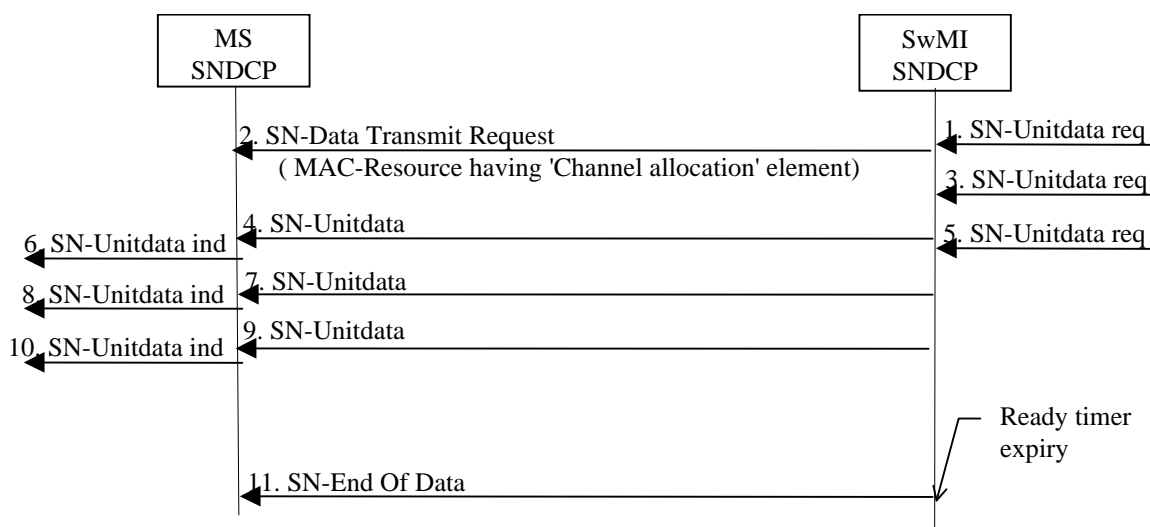 MS
SNDCP
SwMI
SNDCP
1. SN-Unitdata req
2. SN-Data Transmit Request
( MAC-Resource having 'Channel allocation' element)
3. SN-Unitdata req
4. SN-Unitdata
5. SN-Unitdata req
6. SN-Unitdata ind
7. SN-Unitdata
8. SN-Unitdata ind
9. SN-Unitdata
10. SN-Unitdata ind
Ready timer
expiry
11. SN-End Of Data